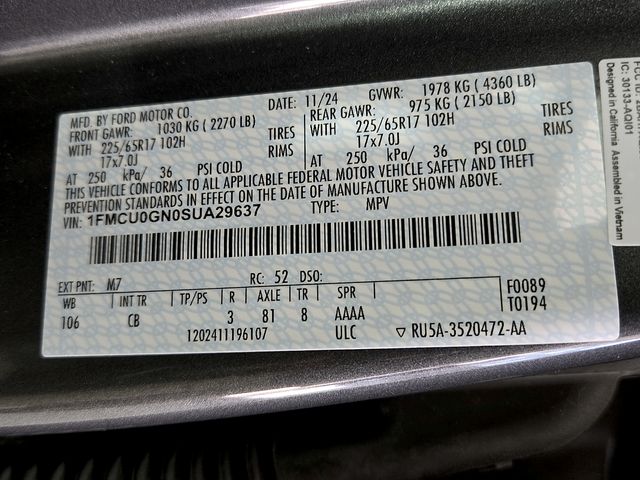 MFD. BY FORD MOTOR CO.
DATE: 11/24 GVWR: 1978 KG ( 4360 LB)
FRONT GAWR: 1030 KG ( 2270 LB)
REAR GAWR: 975 KG ( 2150 LB)
WITH 225/65R17 102H TIRES
WITH 225/65R17 102H TIRES
17x7.0J RIMS
17x7.0J RIMS
AT 250 kPa/ 36 PSI COLD
AT 250 kPa/ 36 PSI COLD
THIS VEHICLE CONFORMS TO ALL APPLICABLE FEDERAL MOTOR VEHICLE SAFETY AND THEFT
PREVENTION STANDARDS IN EFFECT ON THE DATE OF MANUFACTURE SHOWN ABOVE.
VIN: 1FMCU0GN0SUA29637 TYPE: MPV
EXT PNT: M7 RC: 52 DSO:
WB INT TR TP/PS R AXLE TR SPR
106 CB 3 81 8 AAAA
F0089
T0194
1202411196107 ULC RU5A-3520472-AA
IC: 30133-AQI01
Designed in California. Assembled in Vietnam